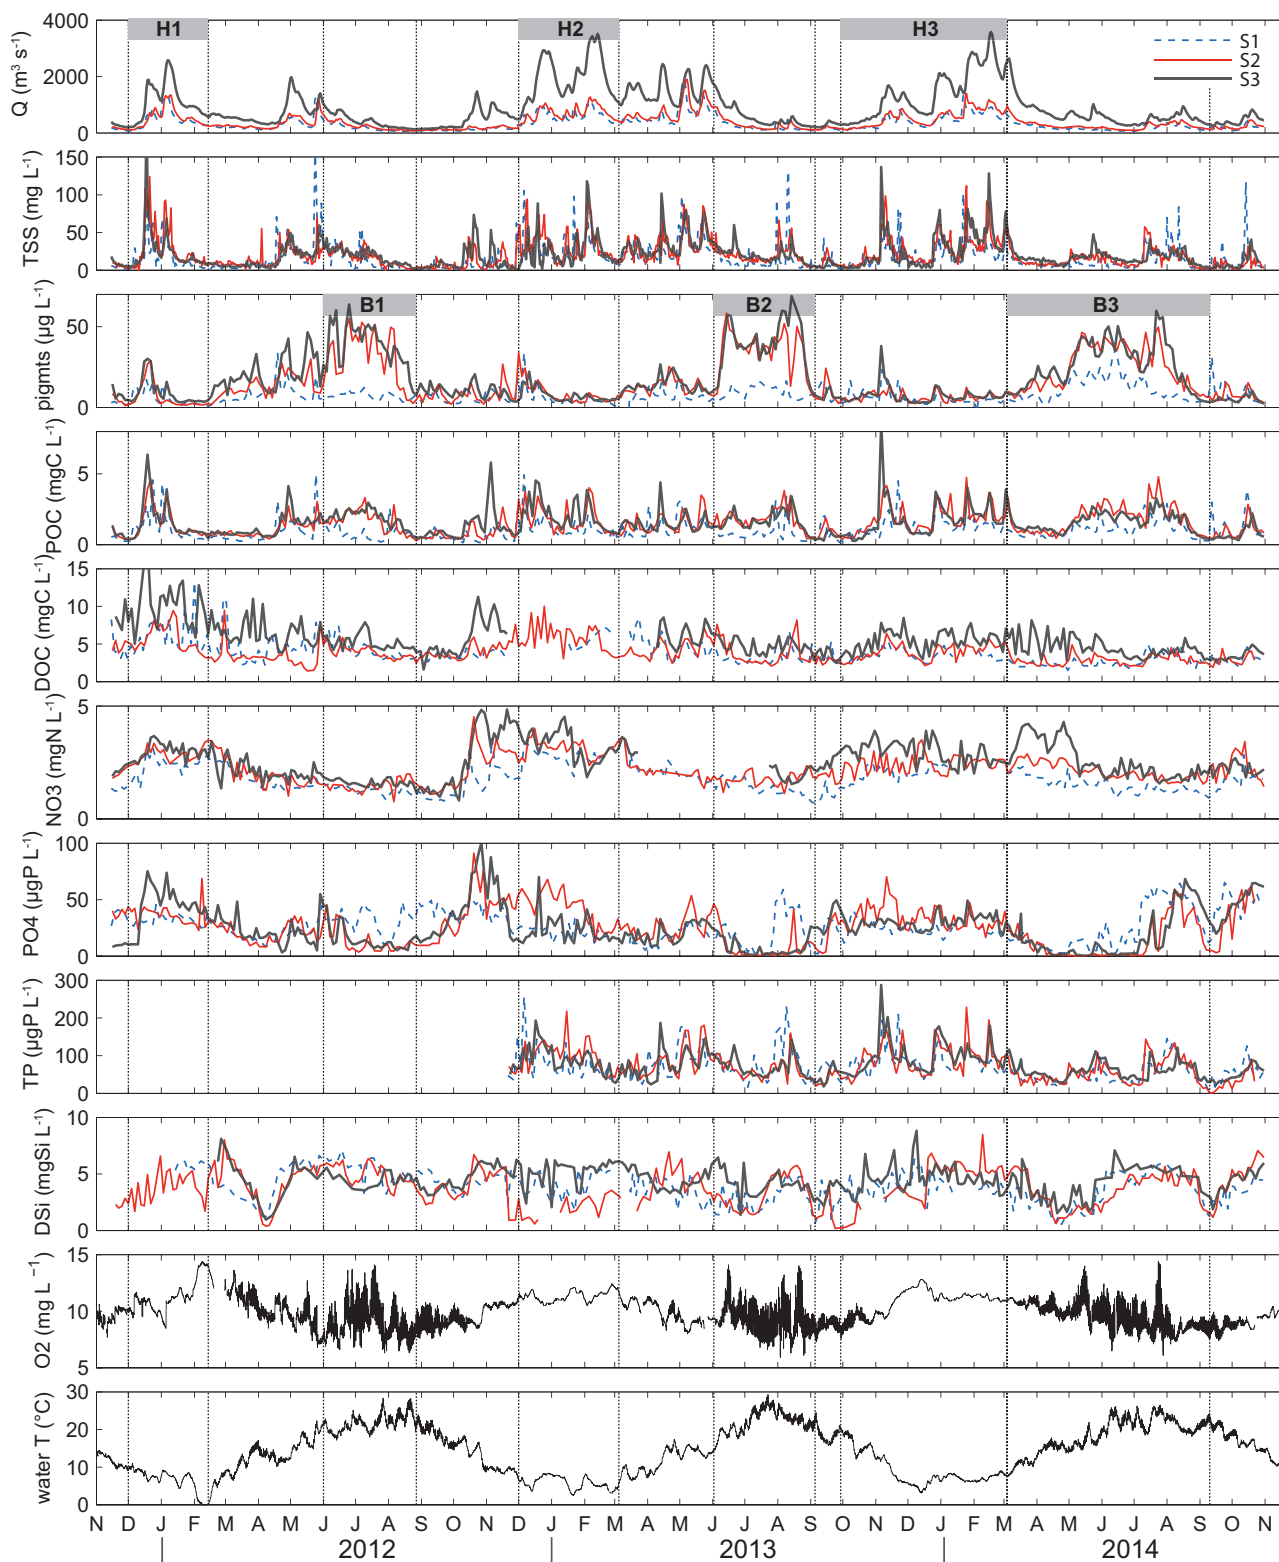 H1 H2 H3
S1
S2
S3
Q (m³ s⁻¹)
4000
2000
0
TSS (mg L⁻¹)
150
100
50
0
B1 B2 B3
pigmts (µg L⁻¹)
50
0
POC (mgC L⁻¹)
5
0
DOC (mgC L⁻¹)
15
10
5
0
NO3 (mgN L⁻¹)
5
0
PO4 (µgP L⁻¹)
100
50
0
TP (µgP L⁻¹)
300
200
100
0
DSi (mgSi L⁻¹)
10
5
0
O2 (mg L⁻¹)
15
10
5
water T (°C)
30
20
10
0
N D J F M A M J J A S O N D J F M A M J J A S O N D J F M A M J J A S O N
2012 2013 2014